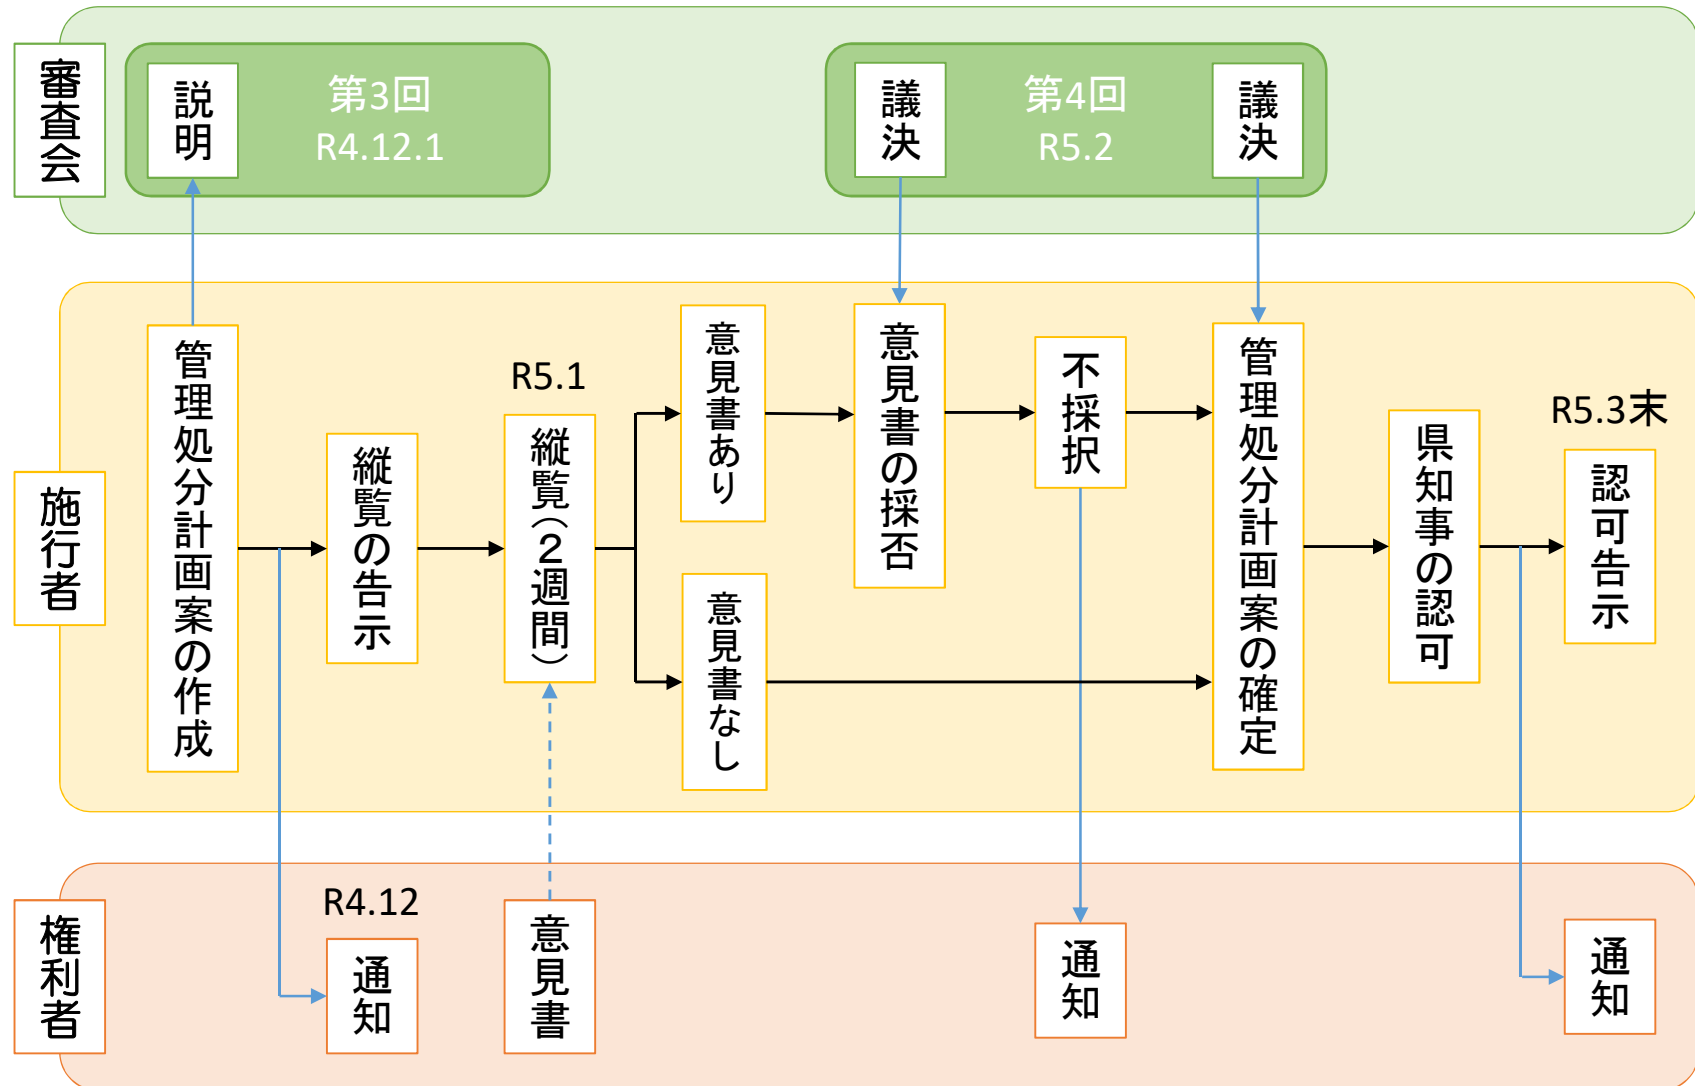 審査会
説明
第3回
R4.12.1
議決
第4回
R5.2
議決
施行者
管理処分計画案の作成
縦覧の告示
R5.1
縦覧（２週間）
意見書あり
意見書なし
意見書の採否
不採択
管理処分計画案の確定
県知事の認可
R5.3末
認可告示
権利者
R4.12
通知
意見書
通知
通知